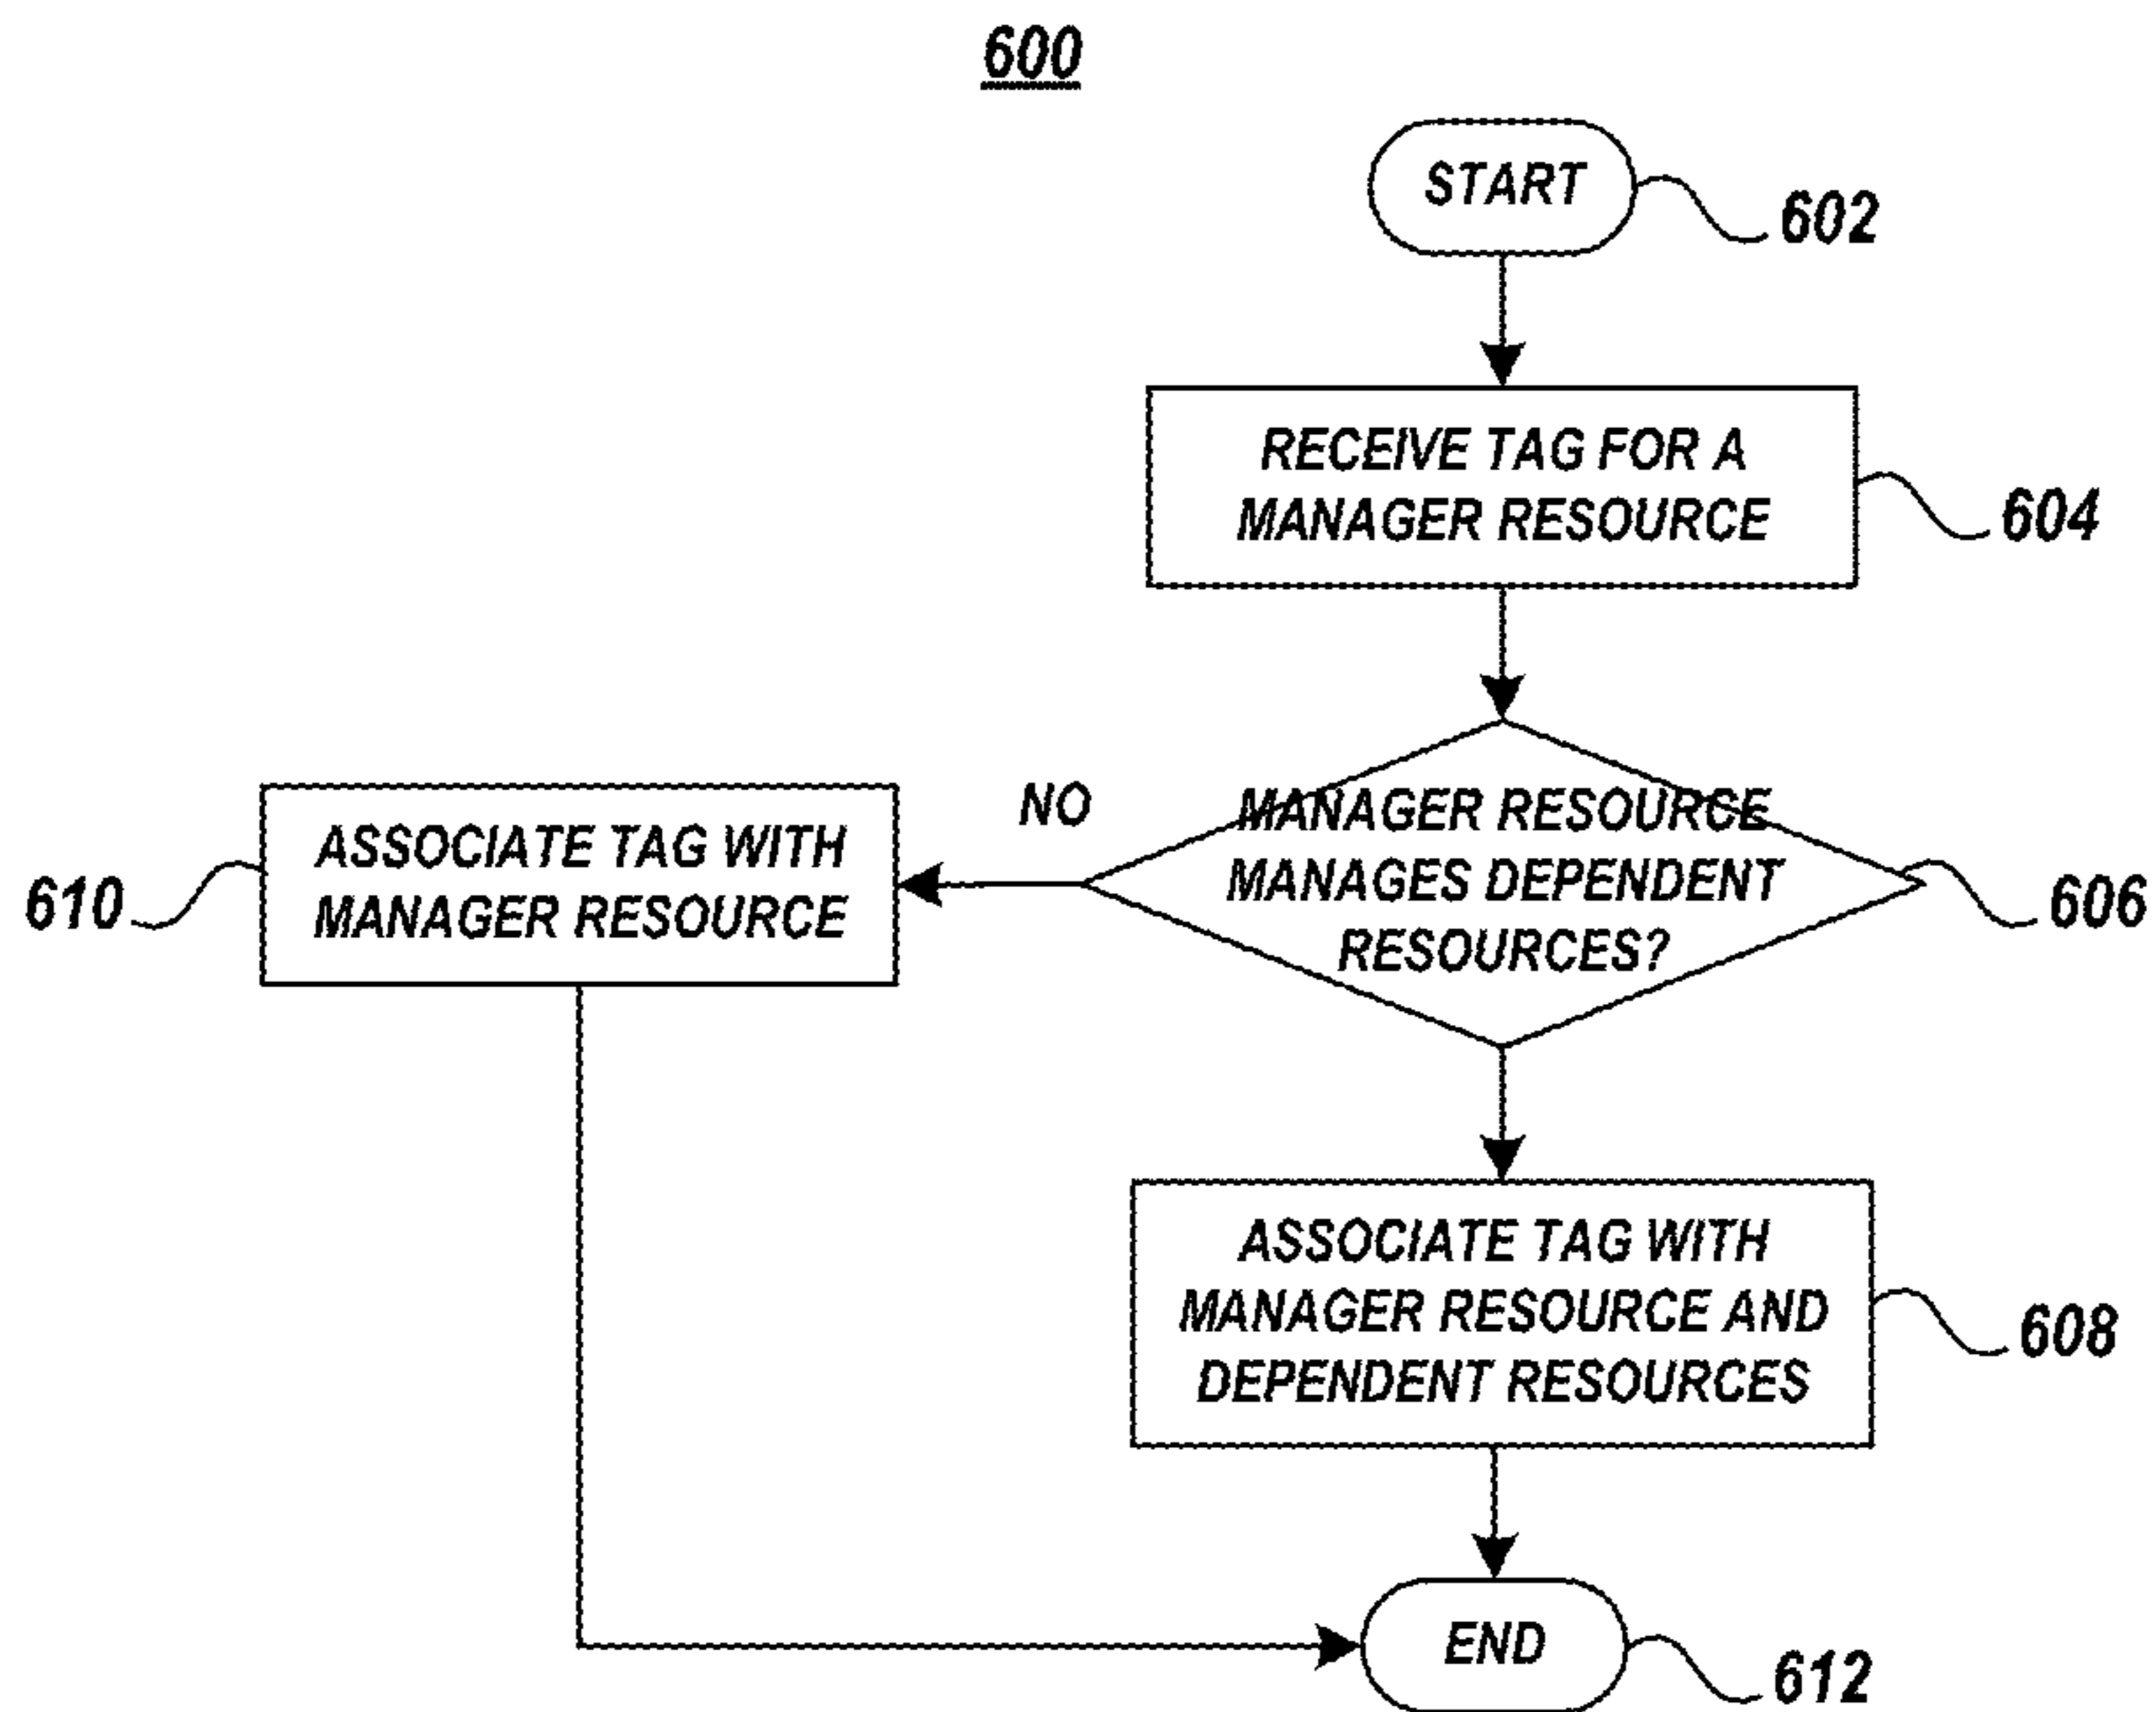 600
START
602
RECEIVE TAG FOR A
MANAGER RESOURCE
604
MANAGER RESOURCE
MANAGES DEPENDENT
RESOURCES?
606
NO
ASSOCIATE TAG WITH
MANAGER RESOURCE
610
ASSOCIATE TAG WITH
MANAGER RESOURCE AND
DEPENDENT RESOURCES
608
END
612